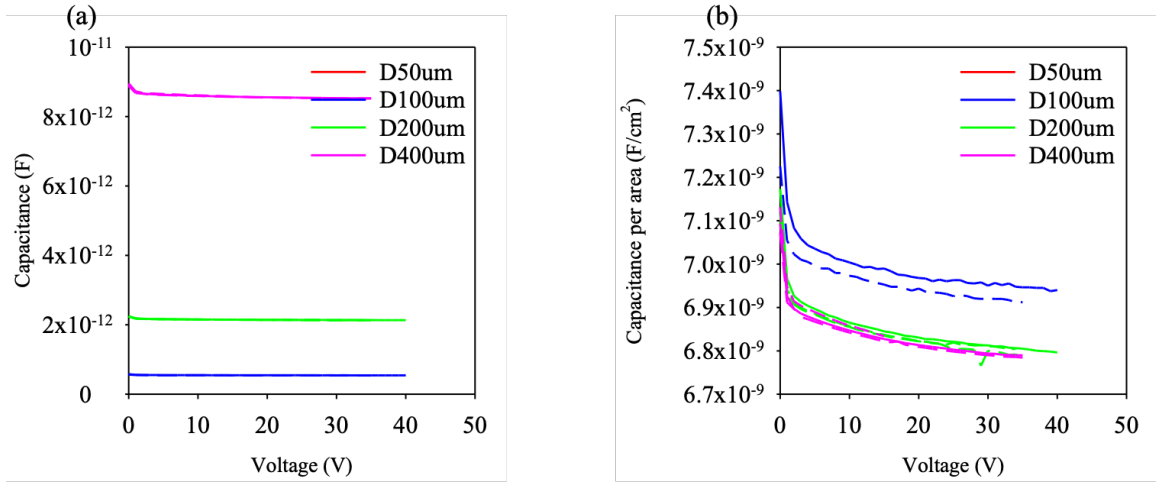 (a)
10-11
8x10-12
6x10-12
4x10-12
2x10-12
0
0 10 20 30 40 50
Capacitance (F)
Voltage (V)
D50um
D100um
D200um
D400um
(b)
7.5x10-9
7.4x10-9
7.3x10-9
7.2x10-9
7.1x10-9
7.0x10-9
6.9x10-9
6.8x10-9
6.7x10-9
0 10 20 30 40 50
Capacitance per area (F/cm2)
Voltage (V)
D50um
D100um
D200um
D400um